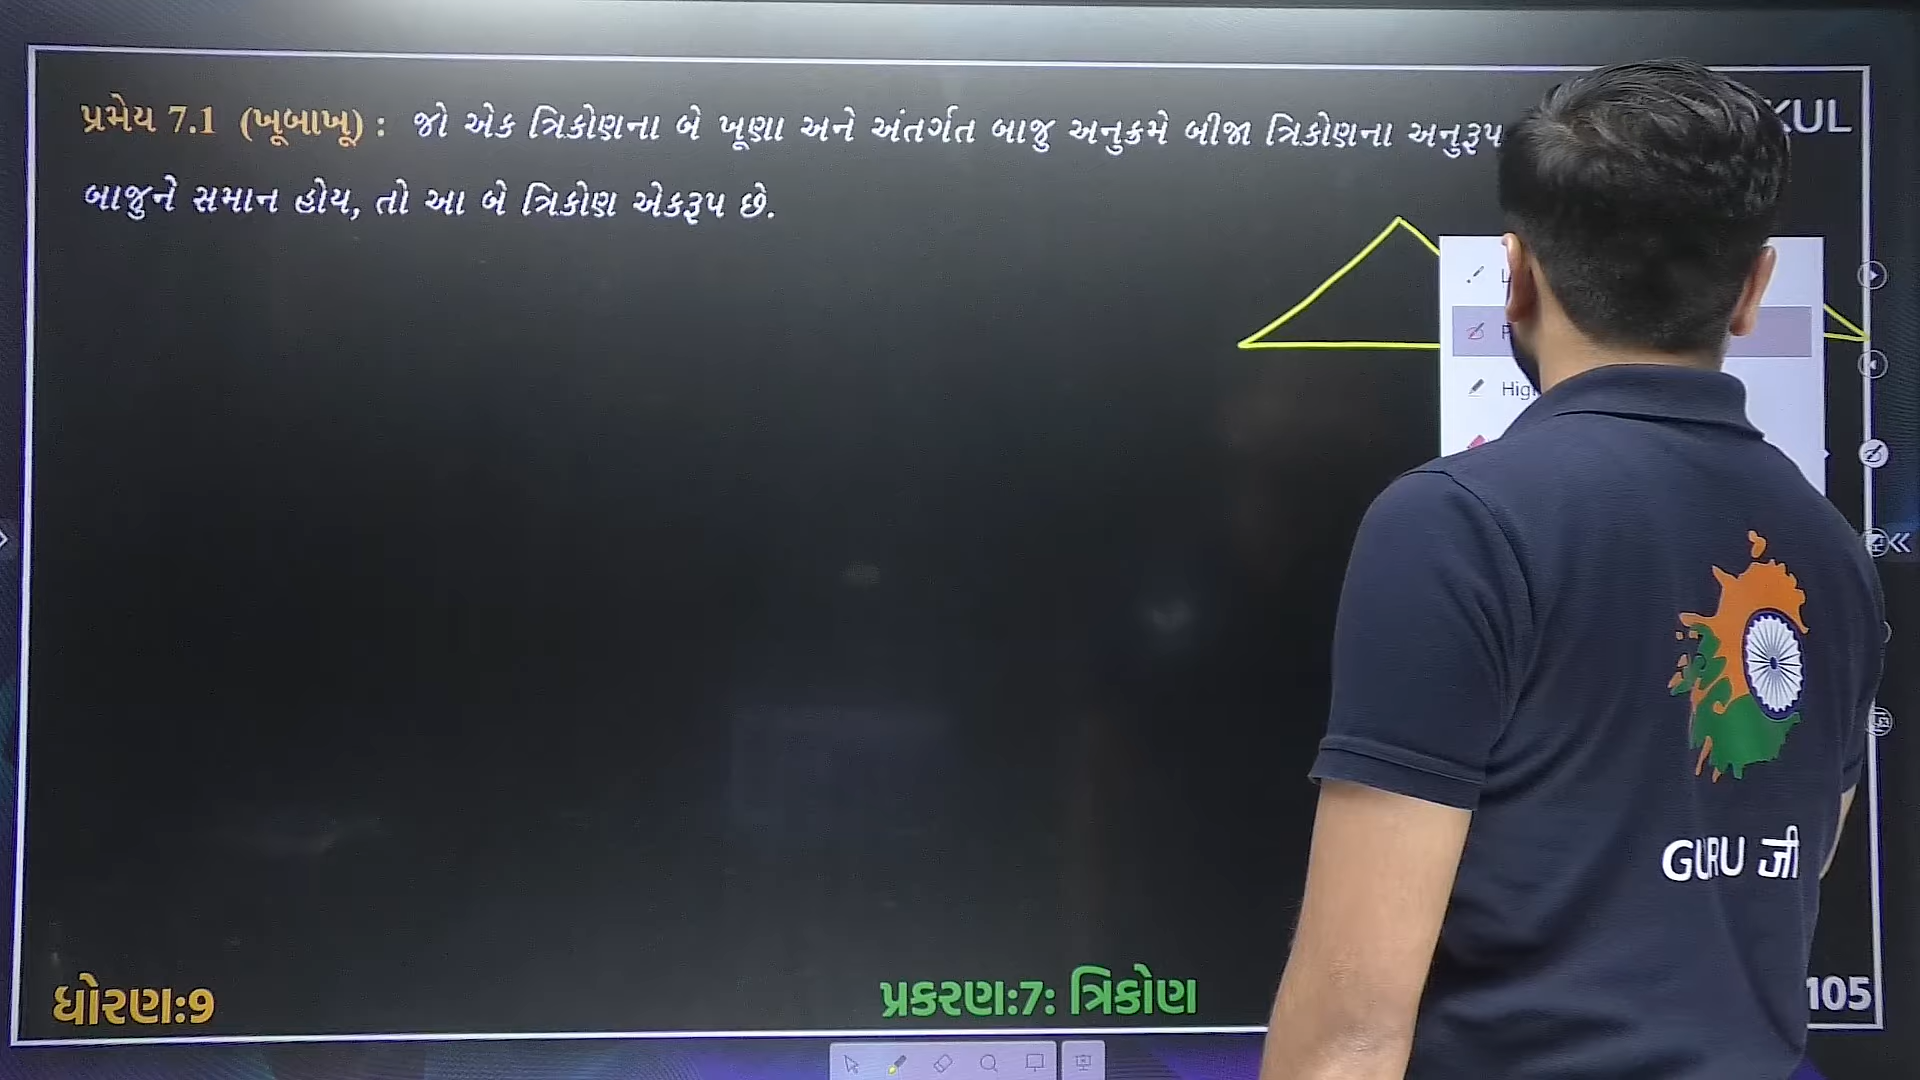 પ્રમેય 7.1 (ખૂબાખૂ) : જો એક ત્રિકોણના બે ખૂણા અને અંતર્ગત બાજુ અનુક્રમે બીજા ત્રિકોણના અનુરૂપ
બાજુને સમાન હોય, તો આ બે ત્રિકોણ એકરૂપ છે.
KUL
GURU जी
ધોરણ:9
પ્રકરણ:7: ત્રિકોણ
105